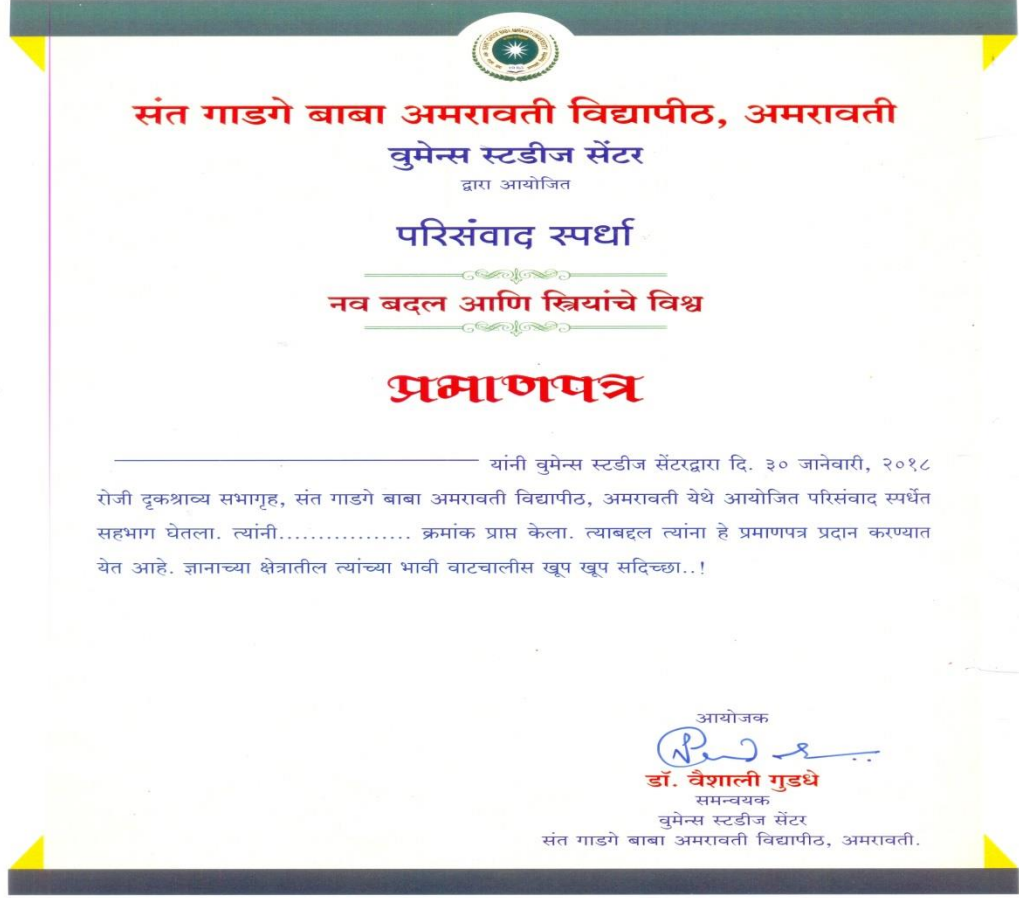 संत गाडगे बाबा अमरावती विद्यापीठ, अमरावती
वुमेन्स स्टडीज सेंटर
द्वारा आयोजित
परिसंवाद स्पर्धा
नव बदल आणि स्त्रियांचे विश्व
प्रमाणपत्र
यांनी वुमेन्स स्टडीज सेंटरद्वारा दि. ३० जानेवारी, २०१८
रोजी दृकश्राव्य सभागृह, संत गाडगे बाबा अमरावती विद्यापीठ, अमरावती येथे आयोजित परिसंवाद स्पर्धेत
सहभाग घेतला. त्यांनी................. क्रमांक प्राप्त केला. त्याबद्दल त्यांना हे प्रमाणपत्र प्रदान करण्यात
येत आहे. ज्ञानाच्या क्षेत्रातील त्यांच्या भावी वाटचालीस खूप खूप सदिच्छा..!
आयोजक
डॉ. वैशाली गुडधे
समन्वयक
वुमेन्स स्टडीज सेंटर
संत गाडगे बाबा अमरावती विद्यापीठ, अमरावती.